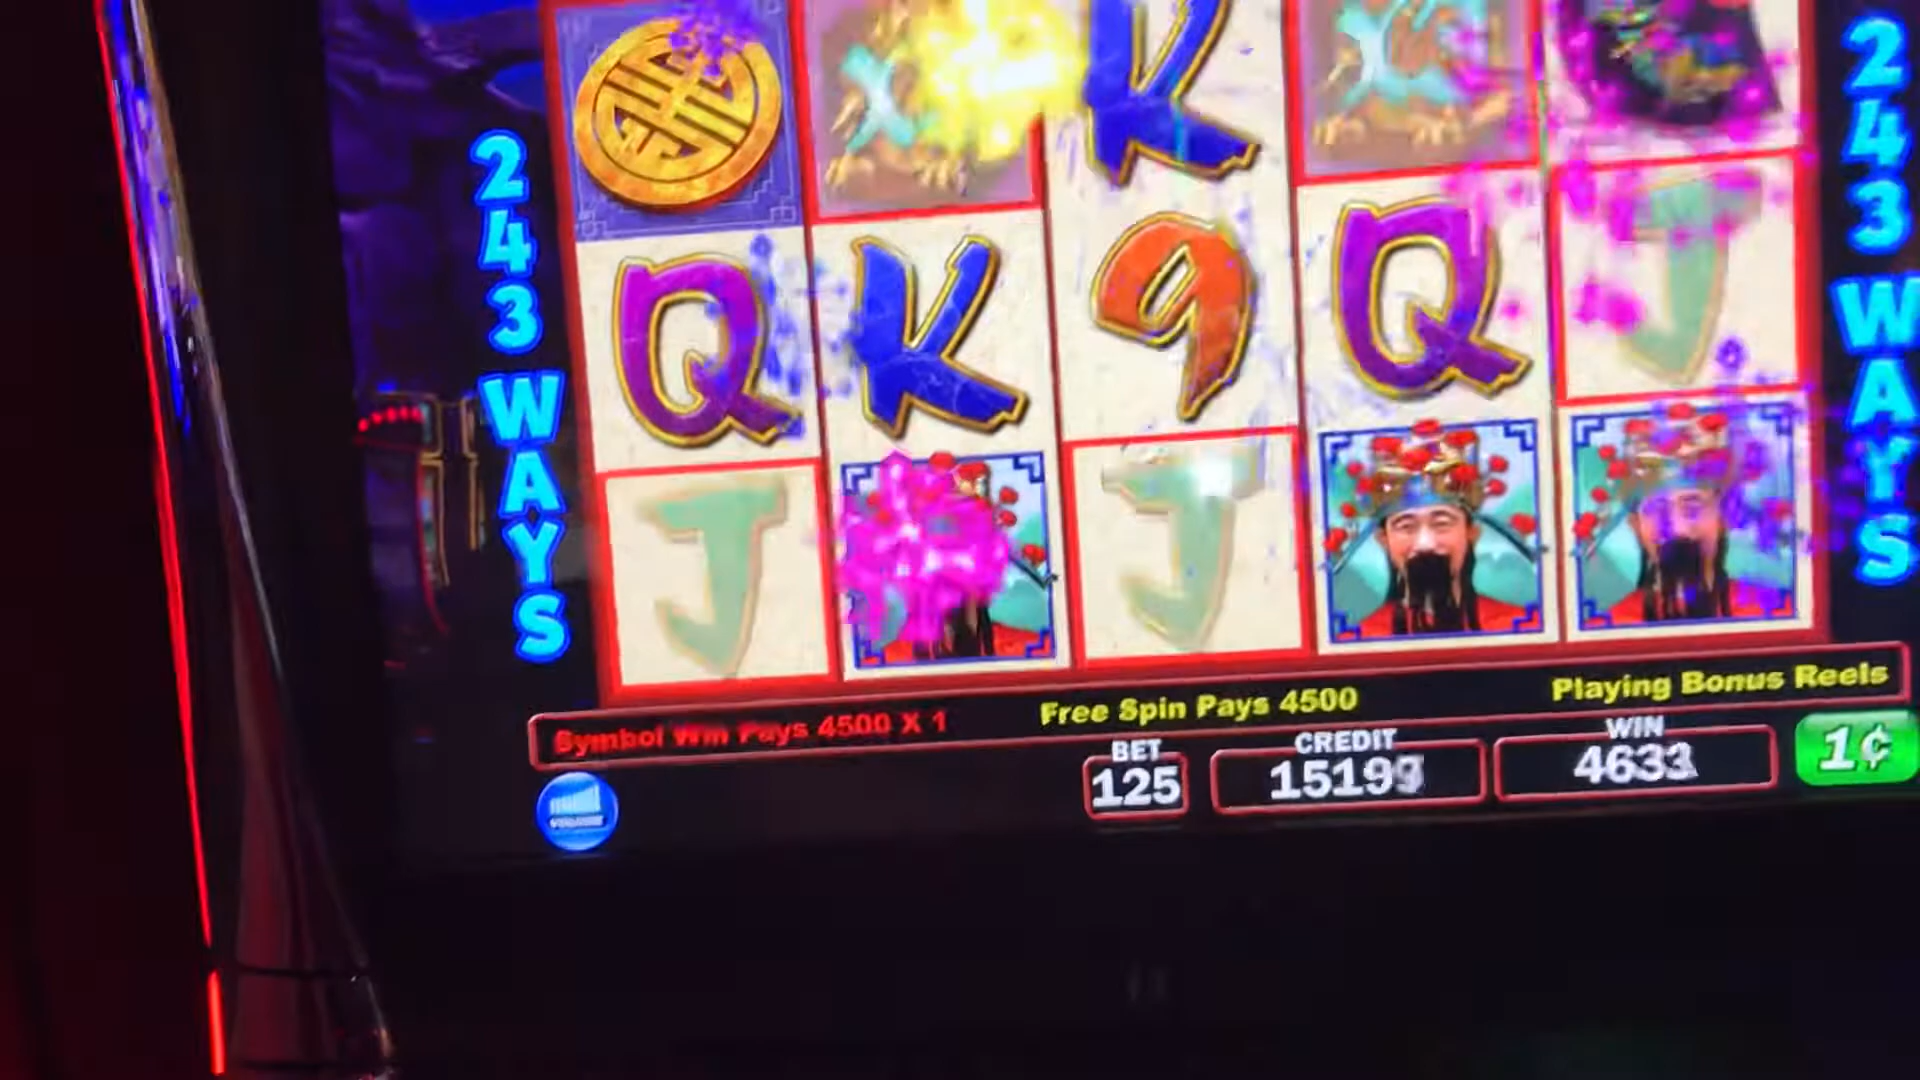 243 WAYS
243 WAYS
K
Q K 9 Q J
J J
Symbol Win Pays 4500 X 1
Free Spin Pays 4500
Playing Bonus Reels
BET
125
CREDIT
15199
WIN
4633
1¢